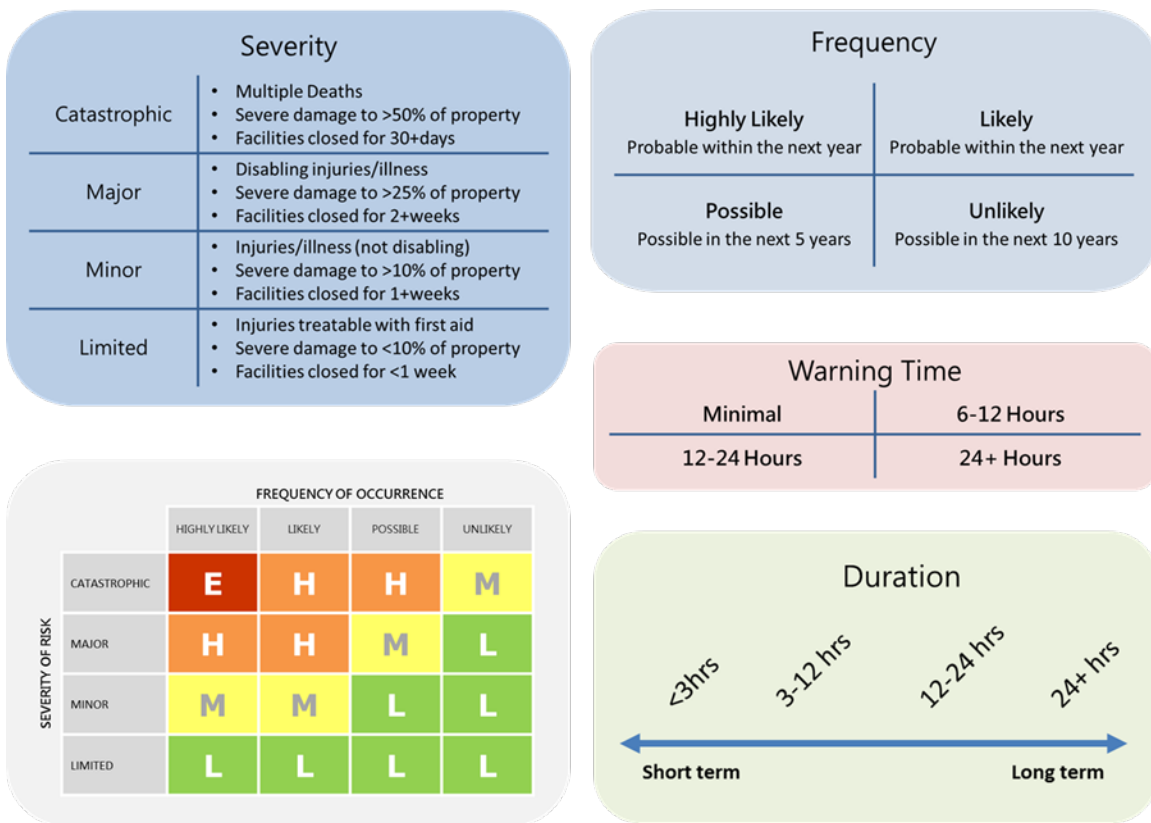 Severity
Catastrophic
• Multiple Deaths
• Severe damage to >50% of property
• Facilities closed for 30+days
Major
• Disabling injuries/illness
• Severe damage to >25% of property
• Facilities closed for 2+weeks
Minor
• Injuries/illness (not disabling)
• Severe damage to >10% of property
• Facilities closed for 1+weeks
Limited
• Injuries treatable with first aid
• Severe damage to <10% of property
• Facilities closed for <1 week
Frequency
Highly Likely
Probable within the next year
Likely
Probable within the next year
Possible
Possible in the next 5 years
Unlikely
Possible in the next 10 years
Warning Time
Minimal
6-12 Hours
12-24 Hours
24+ Hours
FREQUENCY OF OCCURRENCE
HIGHLY LIKELY LIKELY POSSIBLE UNLIKELY
SEVERITY OF RISK
CATASTROPHIC E H H M
MAJOR H H M L
MINOR M M L L
LIMITED L L L L
Duration
<3hrs
3-12 hrs
12-24 hrs
24+ hrs
Short term
Long term